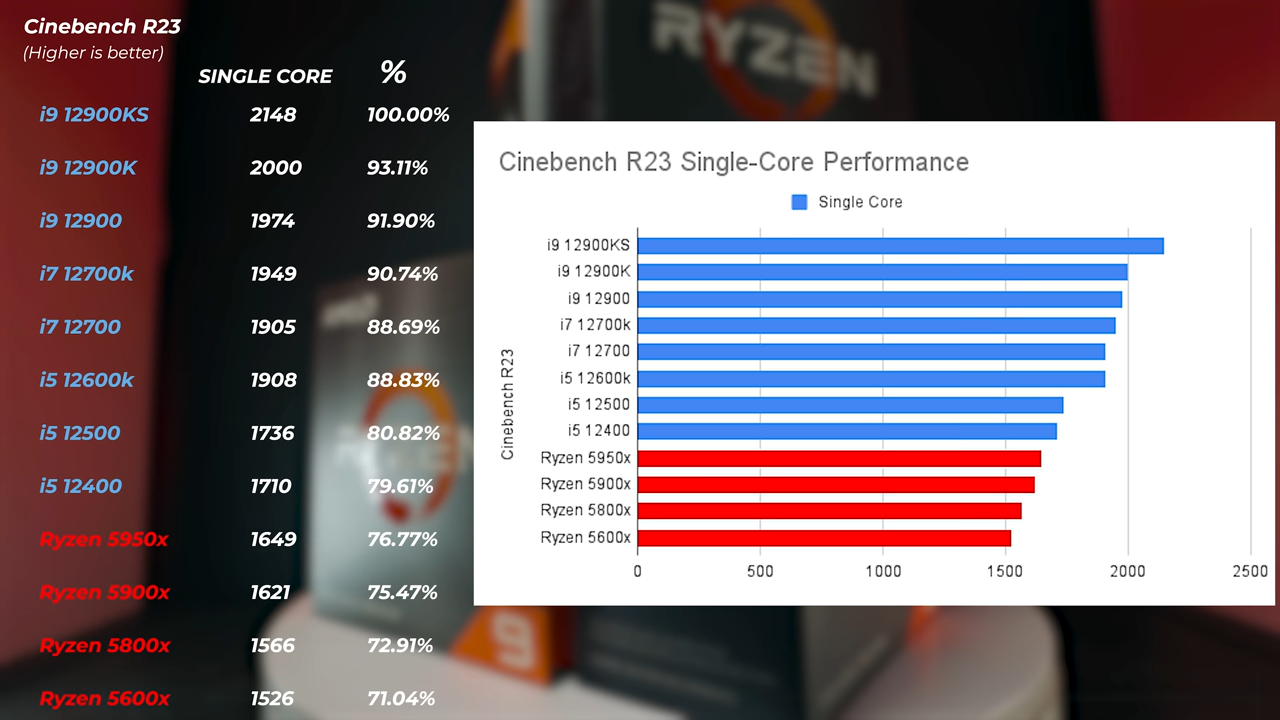 Cinebench R23
(Higher is better)
SINGLE CORE %
i9 12900KS 2148 100.00%
i9 12900K 2000 93.11%
i9 12900 1974 91.90%
i7 12700k 1949 90.74%
i7 12700 1905 88.69%
i5 12600k 1908 88.83%
i5 12500 1736 80.82%
i5 12400 1710 79.61%
Ryzen 5950x 1649 76.77%
Ryzen 5900x 1621 75.47%
Ryzen 5800x 1566 72.91%
Ryzen 5600x 1526 71.04%
RYZEN
Cinebench R23 Single-Core Performance
Single Core
Cinebench R23
i9 12900KS
i9 12900K
i9 12900
i7 12700k
i7 12700
i5 12600k
i5 12500
i5 12400
Ryzen 5950x
Ryzen 5900x
Ryzen 5800x
Ryzen 5600x
0 500 1000 1500 2000 2500
RYZEN
9